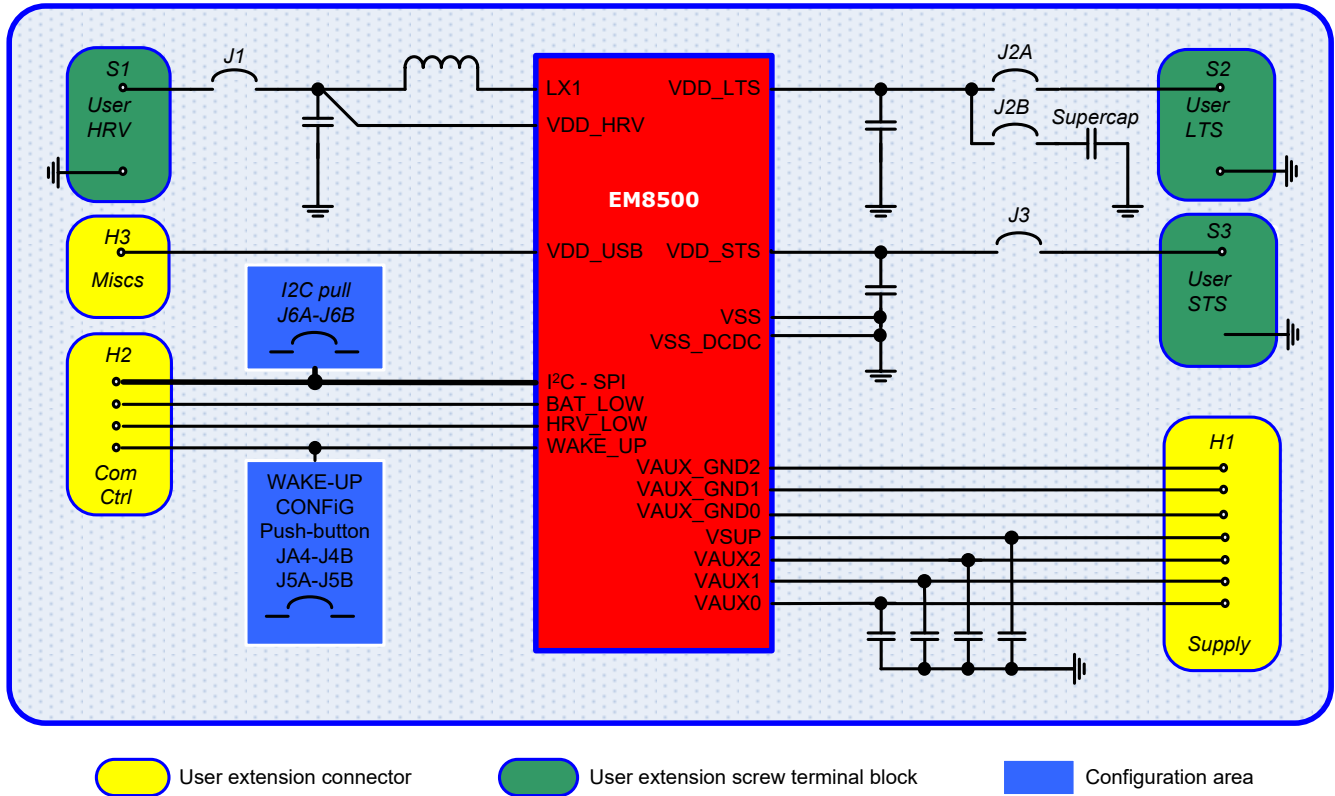 S1
User
HRV
J1
LX1
VDD_HRV
VDD_LTS
J2A
J2B
Supercap
S2
User
LTS
EM8500
H3
Miscs
VDD_USB
VDD_STS
J3
S3
User
STS
I2C pull
J6A-J6B
VSS
VSS_DCDC
H2
Com
Ctrl
I²C - SPI
BAT_LOW
HRV_LOW
WAKE_UP
WAKE-UP
CONFiG
Push-button
JA4-J4B
J5A-J5B
VAUX_GND2
VAUX_GND1
VAUX_GND0
VSUP
VAUX2
VAUX1
VAUX0
H1
Supply
User extension connector
User extension screw terminal block
Configuration area